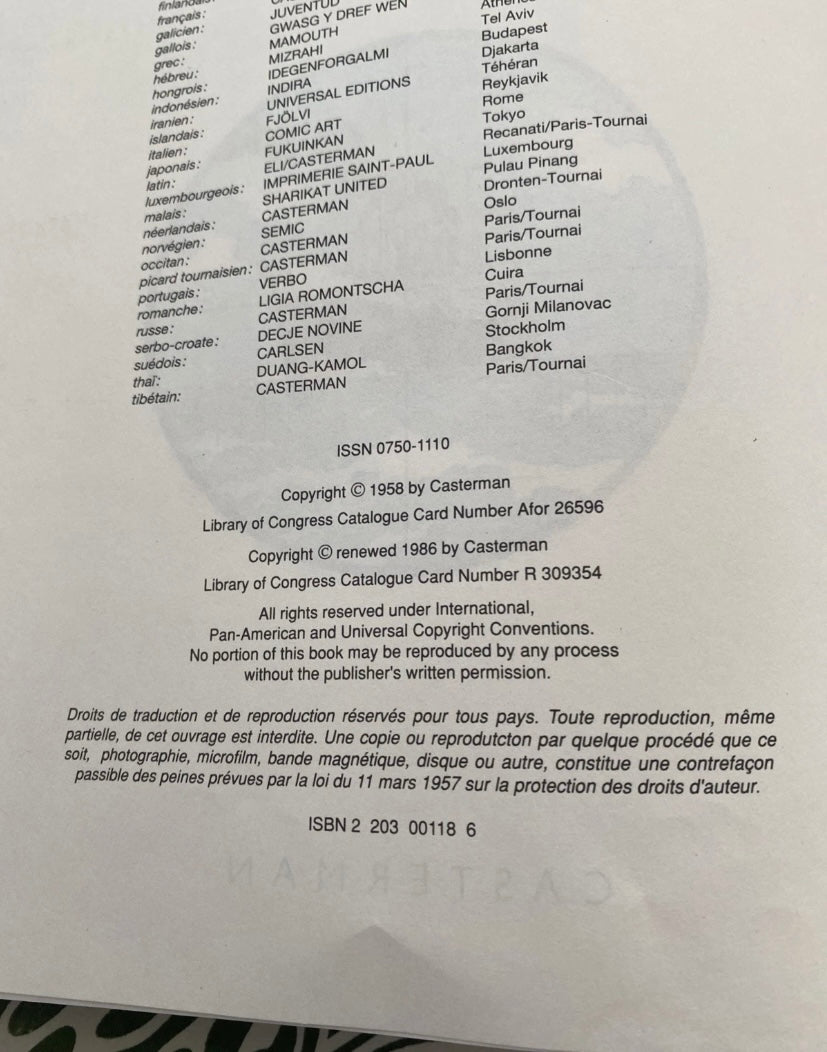 finlandais:
français:
galicien: JUVENTUD
gallois: GWASG Y DREF WEN
grec: MAMOUTH
hébreu: MIZRAHI Tel Aviv
hongrois: IDEGENFORGALMI Budapest
indonésien: INDIRA Djakarta
iranien: UNIVERSAL EDITIONS Téhéran
islandais: FJÖLVI Reykjavik
italien: COMIC ART Rome
japonais: FUKUINKAN Tokyo
latin: ELI/CASTERMAN Recanati/Paris-Tournai
luxembourgeois: IMPRIMERIE SAINT-PAUL Luxembourg
malais: SHARIKAT UNITED Pulau Pinang
néerlandais: CASTERMAN Dronten-Tournai
norvégien: SEMIC Oslo
occitan: CASTERMAN Paris/Tournai
picard tournaisien: CASTERMAN Paris/Tournai
portugais: VERBO Lisbonne
romanche: LIGIA ROMONTSCHA Cuira
russe: CASTERMAN Paris/Tournai
serbo-croate: DECJE NOVINE Gornji Milanovac
suédois: CARLSEN Stockholm
thaï: DUANG-KAMOL Bangkok
tibétain: CASTERMAN Paris/Tournai
ISSN 0750-1110
Copyright © 1958 by Casterman
Library of Congress Catalogue Card Number Afor 26596
Copyright © renewed 1986 by Casterman
Library of Congress Catalogue Card Number R 309354
All rights reserved under International,
Pan-American and Universal Copyright Conventions.
No portion of this book may be reproduced by any process
without the publisher's written permission.
Droits de traduction et de reproduction réservés pour tous pays. Toute reproduction, même
partielle, de cet ouvrage est interdite. Une copie ou reprodutcton par quelque procédé que ce
soit, photographie, microfilm, bande magnétique, disque ou autre, constitue une contrefaçon
passible des peines prévues par la loi du 11 mars 1957 sur la protection des droits d'auteur.
ISBN 2 203 00118 6
CASTERMAN